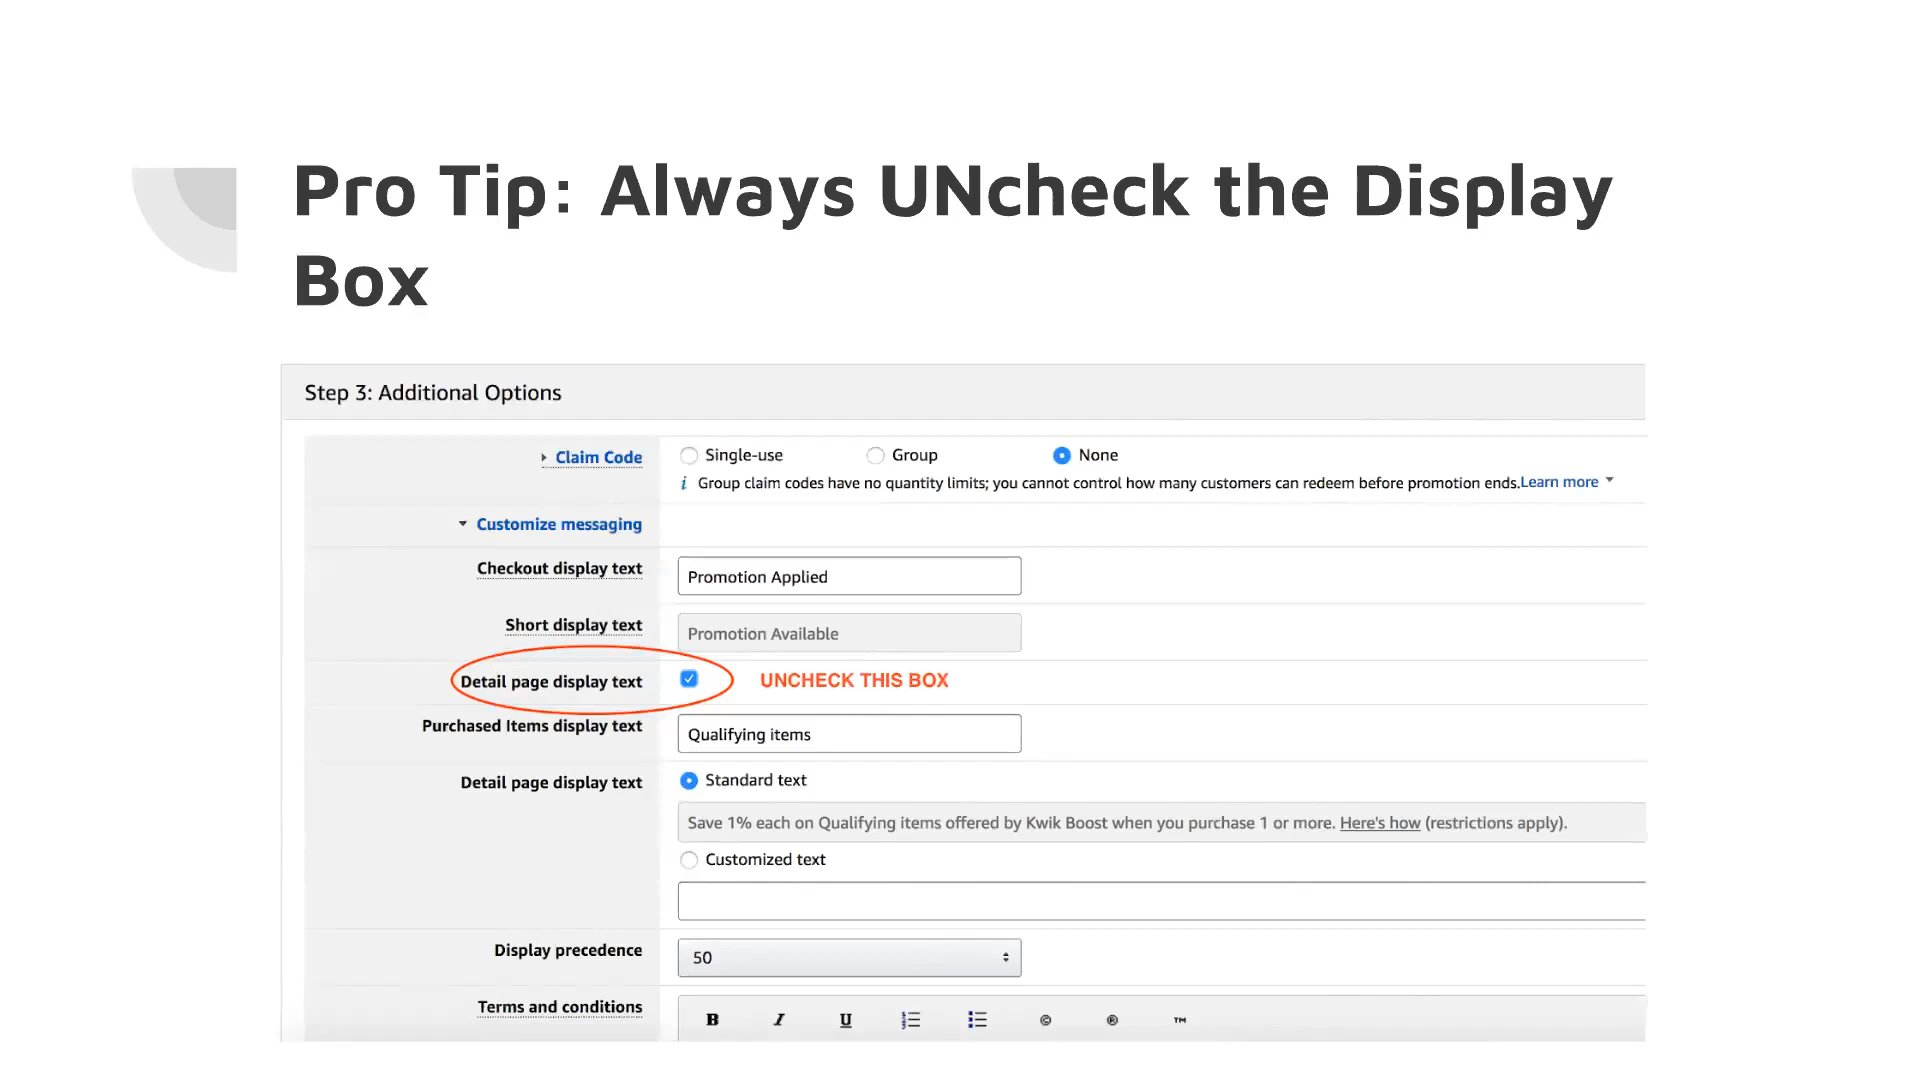 Pro Tip: Always UNcheck the Display
Box
Step 3: Additional Options
Claim Code
Single-use
Group
None
i Group claim codes have no quantity limits; you cannot control how many customers can redeem before promotion ends. Learn more
Customize messaging
Checkout display text
Promotion Applied
Short display text
Promotion Available
Detail page display text
UNCHECK THIS BOX
Purchased Items display text
Qualifying items
Detail page display text
Standard text
Save 1% each on Qualifying items offered by Kwik Boost when you purchase 1 or more. Here's how (restrictions apply).
Customized text
Display precedence
50
Terms and conditions
B I U © ® ™